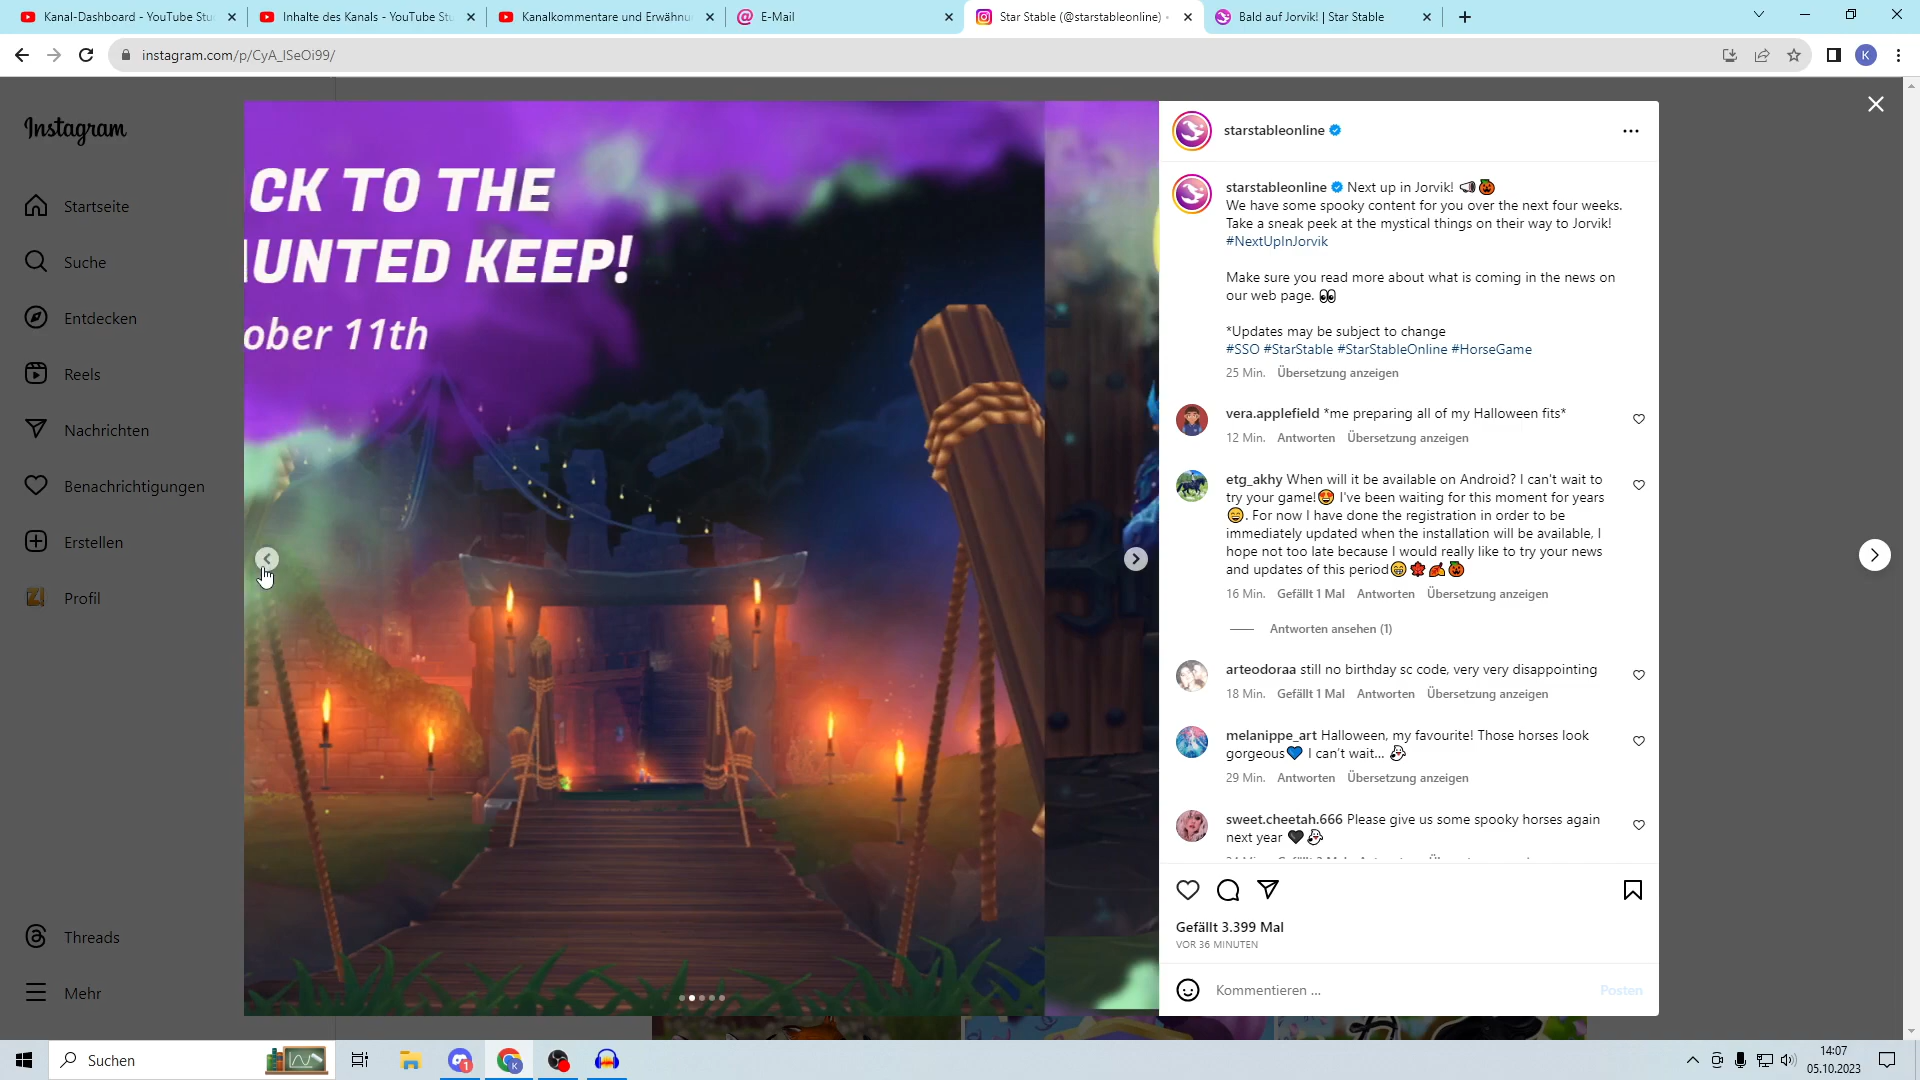 Kanal-Dashboard - YouTube Stu
Inhalte des Kanals - YouTube Stu
Kanalkommentare und Erwähnu
E-Mail
Star Stable (@starstableonline)
Bald auf Jorvik! | Star Stable
instagram.com/p/CyA_ISeOi99/
K
Instagram
Startseite
Suche
Entdecken
Reels
Nachrichten
Benachrichtigungen
Erstellen
Profil
Threads
Mehr
CK TO THE
UNTED KEEP!
ober 11th
starstableonline
starstableonline Next up in Jorvik! 📣🎃
We have some spooky content for you over the next four weeks.
Take a sneak peek at the mystical things on their way to Jorvik!
#NextUpInJorvik
Make sure you read more about what is coming in the news on
our web page. 👀
*Updates may be subject to change
#SSO #StarStable #StarStableOnline #HorseGame
25 Min. Übersetzung anzeigen
vera.applefield *me preparing all of my Halloween fits*
12 Min. Antworten Übersetzung anzeigen
etg_akhy When will it be available on Android? I can't wait to
try your game!😍 I've been waiting for this moment for years
😄. For now I have done the registration in order to be
immediately updated when the installation will be available, I
hope not too late because I would really like to try your news
and updates of this period😁🍁🍂🎃
16 Min. Gefällt 1 Mal Antworten Übersetzung anzeigen
Antworten ansehen (1)
arteodoraa still no birthday sc code, very very disappointing
18 Min. Gefällt 1 Mal Antworten Übersetzung anzeigen
melanippe_art Halloween, my favourite! Those horses look
gorgeous💙 I can't wait... 👻
29 Min. Antworten Übersetzung anzeigen
sweet.cheetah.666 Please give us some spooky horses again
next year 🖤👻
Gefällt 3.399 Mal
VOR 36 MINUTEN
Kommentieren ...
Posten
Suchen
1
K
14:07
05.10.2023